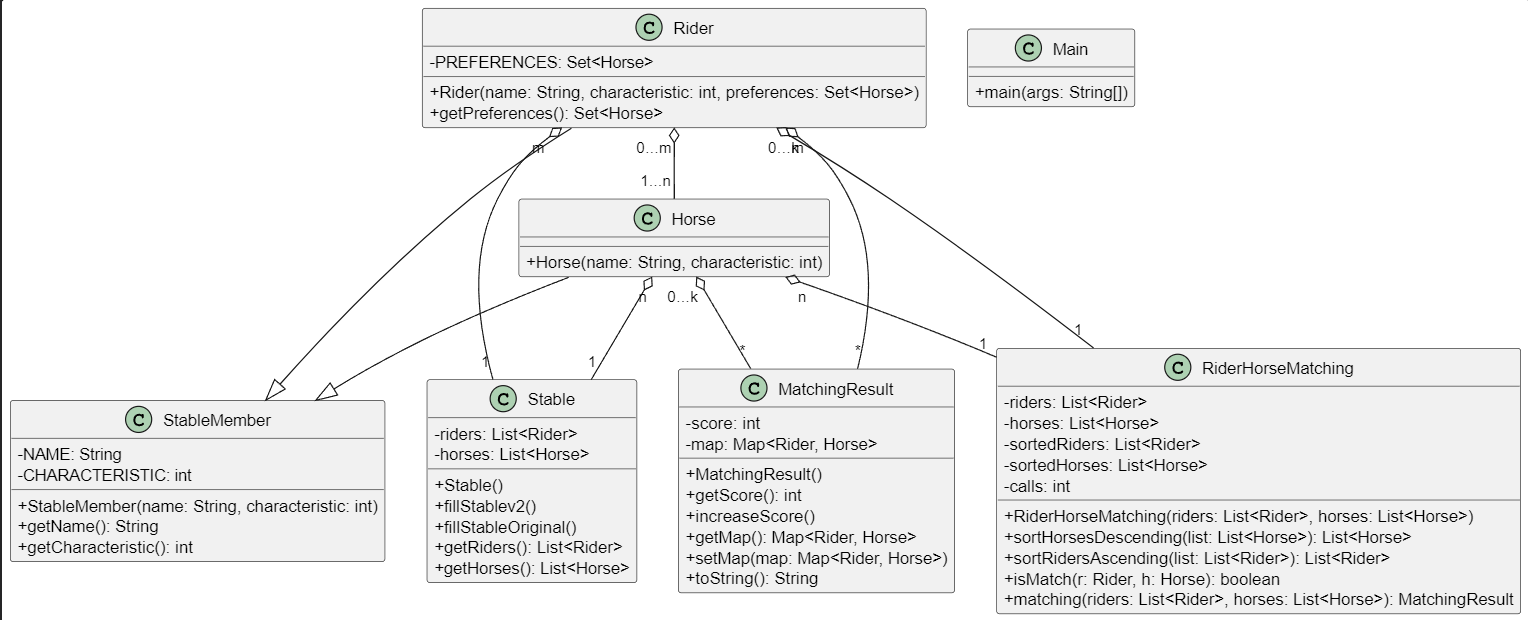 C Rider
-PREFERENCES: Set<Horse>
+Rider(name: String, characteristic: int, preferences: Set<Horse>)
+getPreferences(): Set<Horse>
C Main
+main(args: String[])
m
0...m
0...k
m
1...n
C Horse
+Horse(name: String, characteristic: int)
n
0...k
n
1
1
*
*
1
1
C StableMember
-NAME: String
-CHARACTERISTIC: int
+StableMember(name: String, characteristic: int)
+getName(): String
+getCharacteristic(): int
C Stable
-riders: List<Rider>
-horses: List<Horse>
+Stable()
+fillStablev2()
+fillStableOriginal()
+getRiders(): List<Rider>
+getHorses(): List<Horse>
C MatchingResult
-score: int
-map: Map<Rider, Horse>
+MatchingResult()
+getScore(): int
+increaseScore()
+getMap(): Map<Rider, Horse>
+setMap(map: Map<Rider, Horse>)
+toString(): String
C RiderHorseMatching
-riders: List<Rider>
-horses: List<Horse>
-sortedRiders: List<Rider>
-sortedHorses: List<Horse>
-calls: int
+RiderHorseMatching(riders: List<Rider>, horses: List<Horse>)
+sortHorsesDescending(list: List<Horse>): List<Horse>
+sortRidersAscending(list: List<Rider>): List<Rider>
+isMatch(r: Rider, h: Horse): boolean
+matching(riders: List<Rider>, horses: List<Horse>): MatchingResult